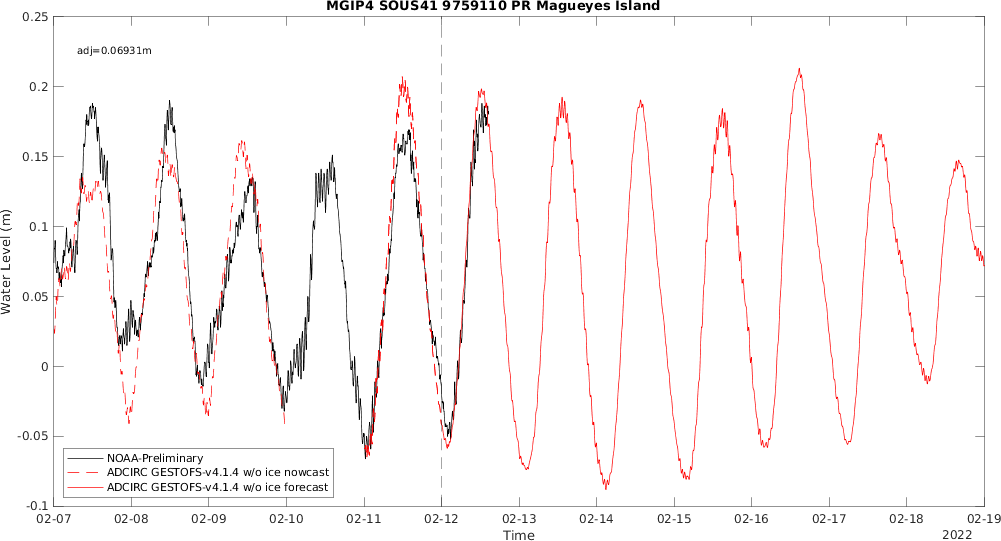 MGIP4 SOUS41 9759110 PR Magueyes Island
0.25
adj=0.06931m
0.2
0.15
0.1
0.05
0
-0.05
-0.1
Water Level (m)
NOAA-Preliminary
ADCIRC GESTOFS-v4.1.4 w/o ice nowcast
ADCIRC GESTOFS-v4.1.4 w/o ice forecast
02-07 02-08 02-09 02-10 02-11 02-12 02-13 02-14 02-15 02-16 02-17 02-18 02-19
Time
2022